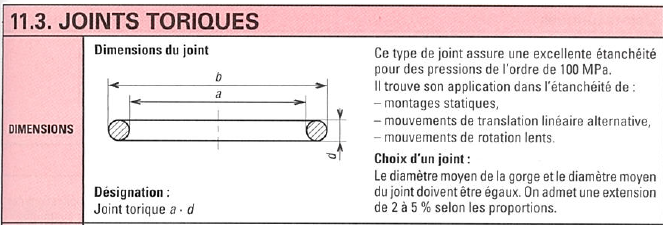 11.3. JOINTS TORIQUES
DIMENSIONS
Dimensions du joint
b
a
d
Désignation :
Joint torique a · d
Ce type de joint assure une excellente étanchéité
pour des pressions de l'ordre de 100 MPa.
Il trouve son application dans l'étanchéité de :
– montages statiques,
– mouvements de translation linéaire alternative,
– mouvements de rotation lents.
Choix d'un joint :
Le diamètre moyen de la gorge et le diamètre moyen
du joint doivent être égaux. On admet une extension
de 2 à 5 % selon les proportions.